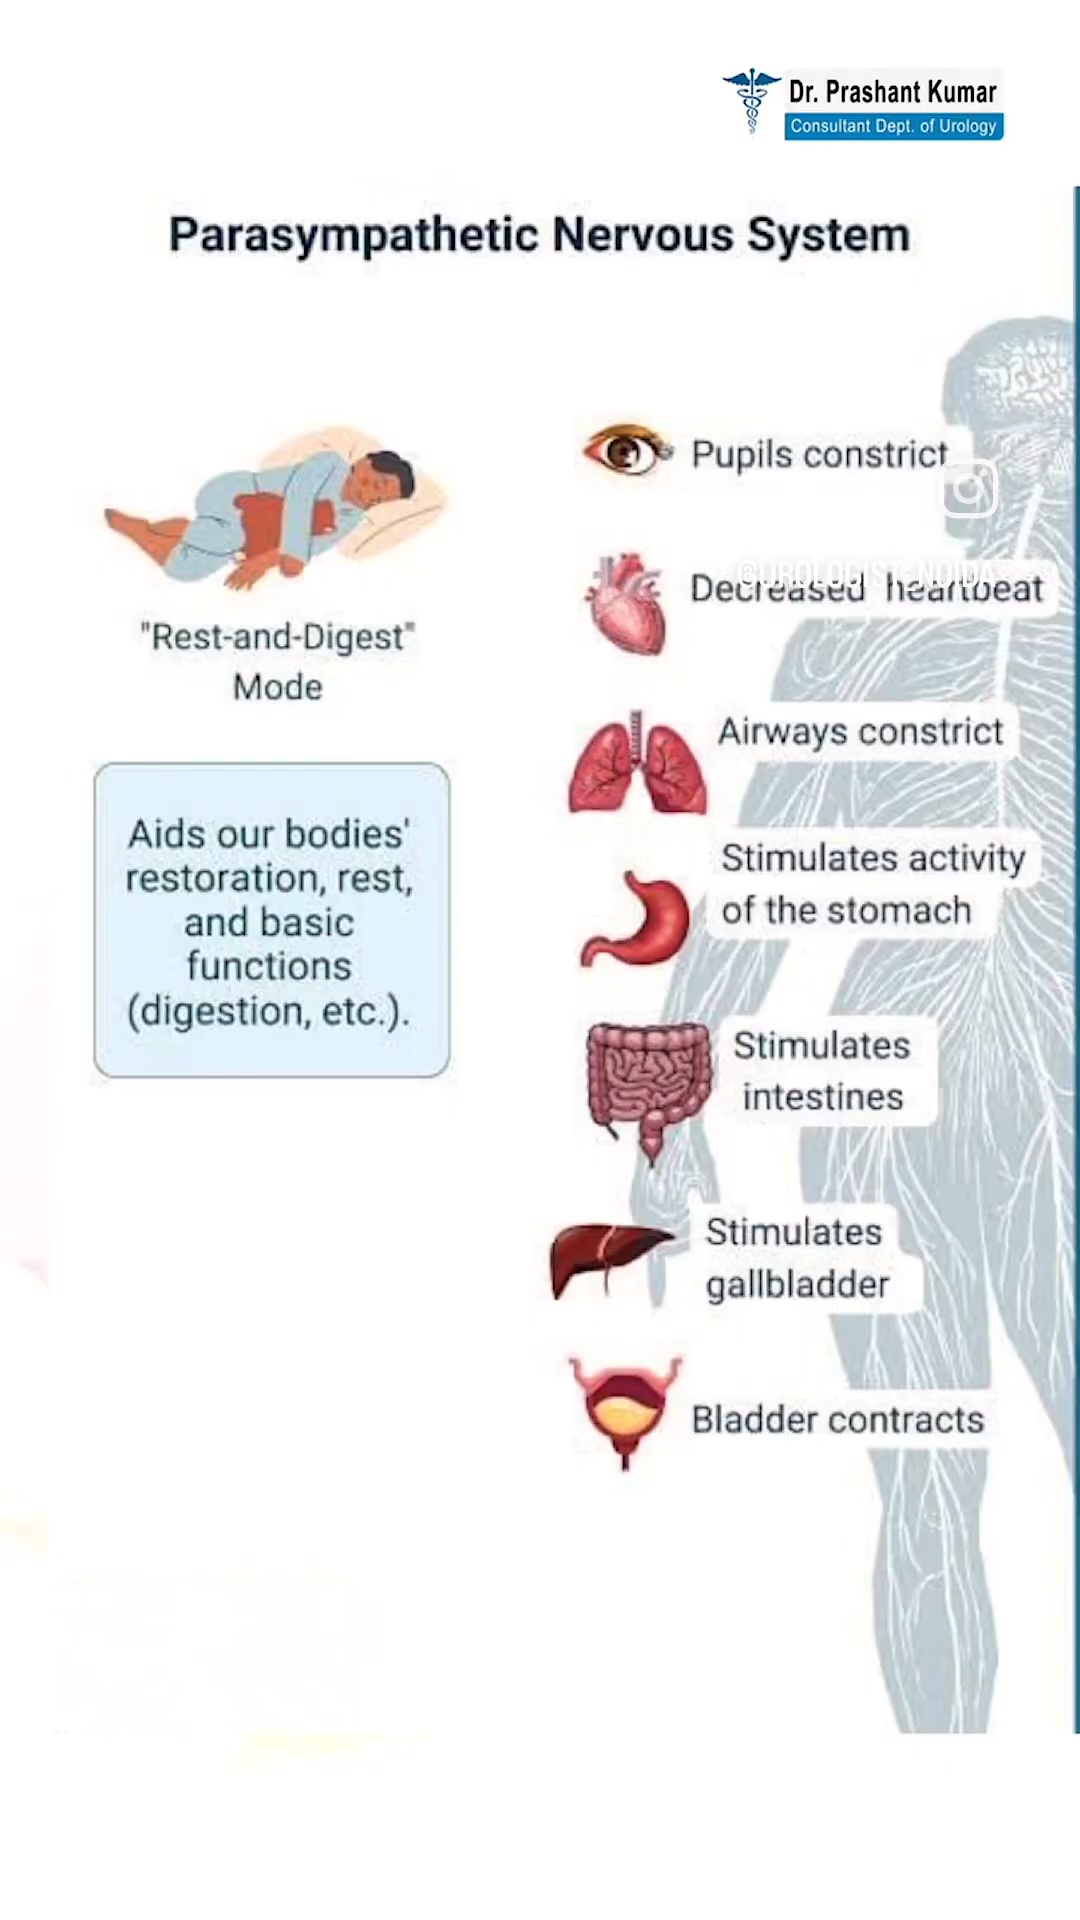 Dr. Prashant Kumar
Consultant Dept. of Urology
Parasympathetic Nervous System
"Rest-and-Digest"
Mode
Aids our bodies'
restoration, rest,
and basic
functions
(digestion, etc.).
Pupils constrict
@UROLOGIST_NOIDA
Decreased heartbeat
Airways constrict
Stimulates activity
of the stomach
Stimulates
intestines
Stimulates
gallbladder
Bladder contracts